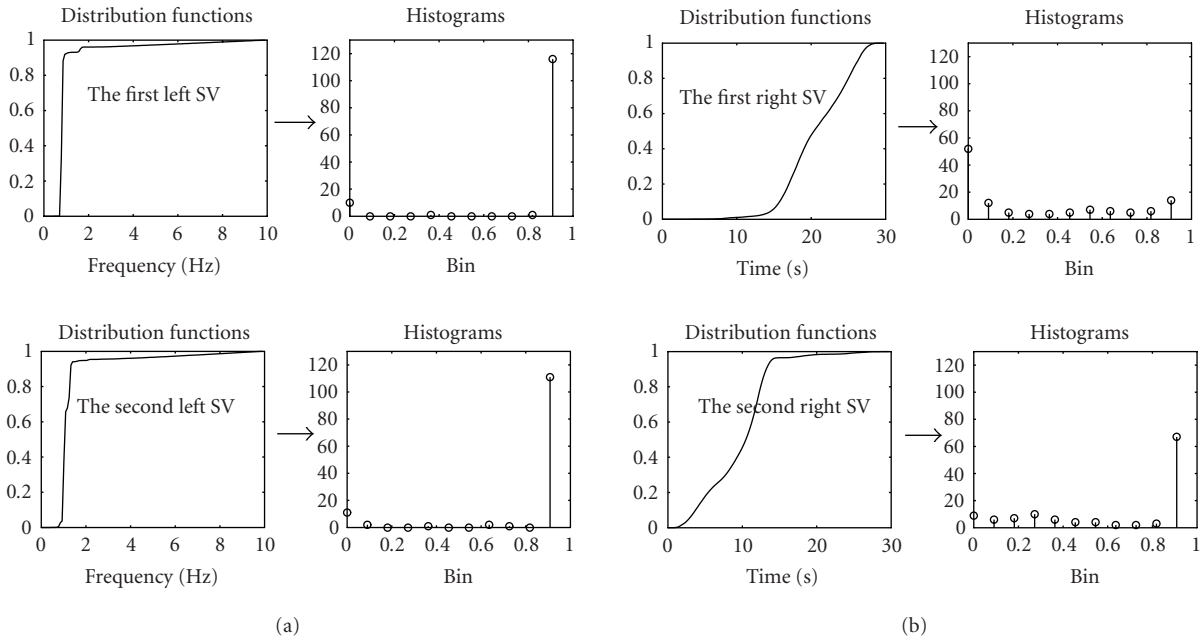 Distribution functions
1
0.8
0.6
0.4
0.2
0
The first left SV
0 2 4 6 8 10
Frequency (Hz)
Histograms
120
100
80
60
40
20
0
0 0.2 0.4 0.6 0.8 1
Bin
Distribution functions
1
0.8
0.6
0.4
0.2
0
The first right SV
0 10 20 30
Time (s)
Histograms
120
100
80
60
40
20
0
0 0.2 0.4 0.6 0.8 1
Bin
Distribution functions
1
0.8
0.6
0.4
0.2
0
The second left SV
0 2 4 6 8 10
Frequency (Hz)
Histograms
120
100
80
60
40
20
0
0 0.2 0.4 0.6 0.8 1
Bin
Distribution functions
1
0.8
0.6
0.4
0.2
0
The second right SV
0 10 20 30
Time (s)
Histograms
120
100
80
60
40
20
0
0 0.2 0.4 0.6 0.8 1
Bin
(a)
(b)